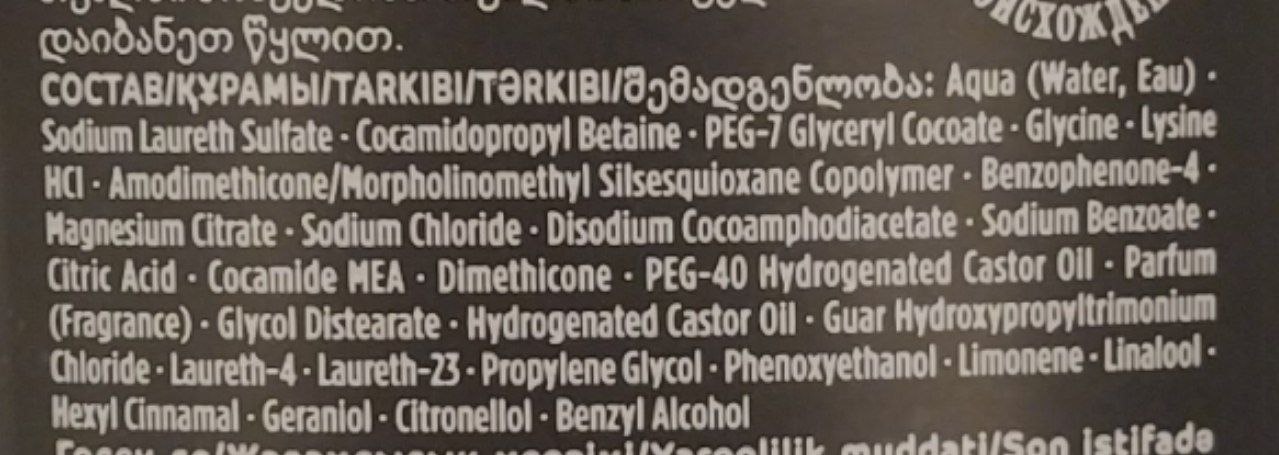 დაიბანეთ წყლით.
СОСТАВ/ҚҰРАМЫ/TARKIBI/TƏRKIBI/შემადგენლობა: Aqua (Water, Eau) ·
Sodium Laureth Sulfate · Cocamidopropyl Betaine · PEG-7 Glyceryl Cocoate · Glycine · Lysine
HCl · Amodimethicone/Morpholinomethyl Silsesquioxane Copolymer · Benzophenone-4 ·
Magnesium Citrate · Sodium Chloride · Disodium Cocoamphodiacetate · Sodium Benzoate ·
Citric Acid · Cocamide MEA · Dimethicone · PEG-40 Hydrogenated Castor Oil · Parfum
(Fragrance) · Glycol Distearate · Hydrogenated Castor Oil · Guar Hydroxypropyltrimonium
Chloride · Laureth-4 · Laureth-23 · Propylene Glycol · Phenoxyethanol · Limonene · Linalool ·
Hexyl Cinnamal · Geraniol · Citronellol · Benzyl Alcohol
muddati/Son istifadə